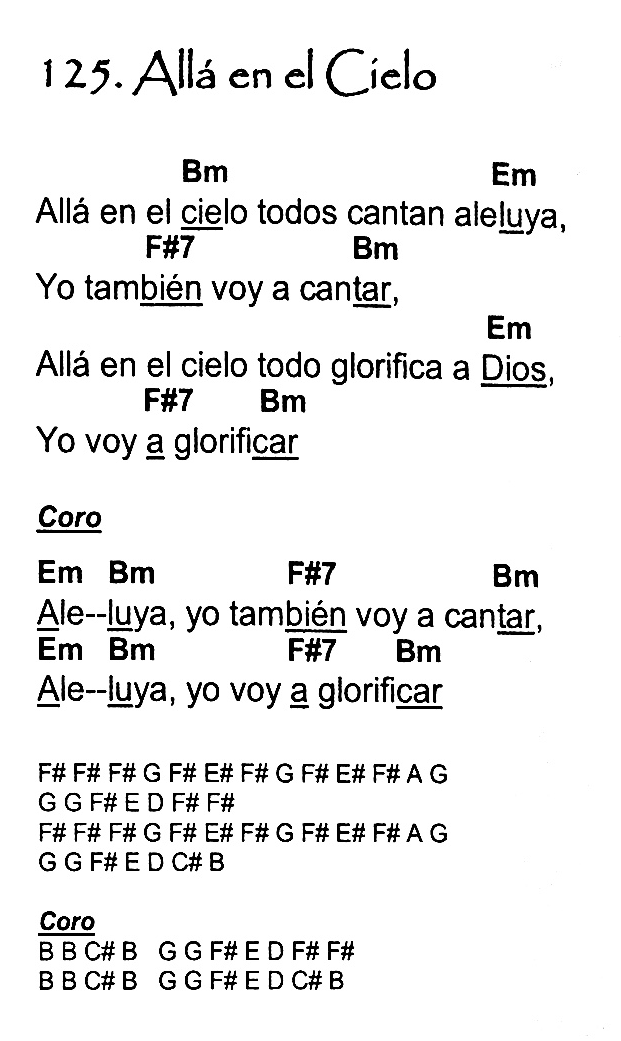 125. Allá en el Cielo
Bm Em
Allá en el cielo todos cantan aleluya,
F#7 Bm
Yo también voy a cantar,
Em
Allá en el cielo todo glorifica a Dios,
F#7 Bm
Yo voy a glorificar
Coro
Em Bm F#7 Bm
Ale--luya, yo también voy a cantar,
Em Bm F#7 Bm
Ale--luya, yo voy a glorificar
F# F# F# G F# E# F# G F# E# F# A G
G G F# E D F# F#
F# F# F# G F# E# F# G F# E# F# A G
G G F# E D C# B
Coro
B B C# B G G F# E D F# F#
B B C# B G G F# E D C# B